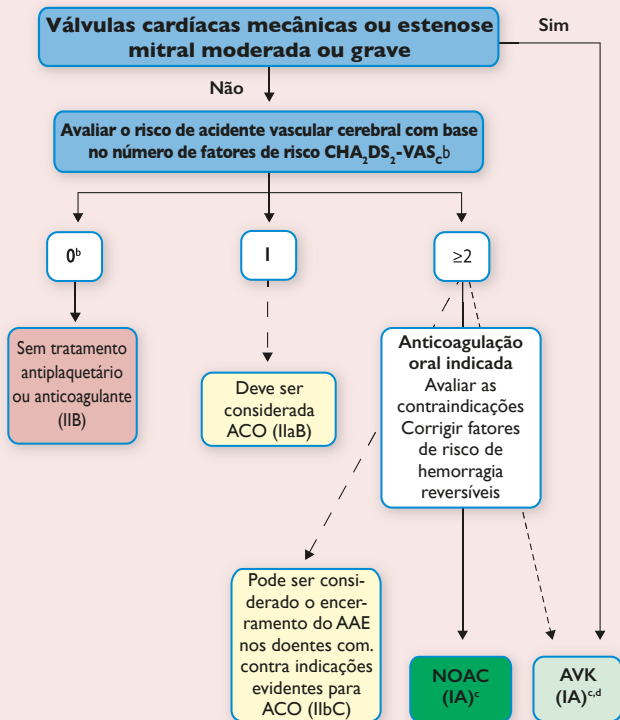 Válvulas cardíacas mecânicas ou estenose
mitral moderada ou grave
Sim
Não
Avaliar o risco de acidente vascular cerebral com base
no número de fatores de risco CHA₂DS₂-VAS꜀b
0ᵇ
I
≥2
Sem tratamento
antiplaquetário
ou anticoagulante
(IIB)
Deve ser
considerada
ACO (IIaB)
Anticoagulação
oral indicada
Avaliar as
contraindicações
Corrigir fatores
de risco de
hemorragia
reversíveis
Pode ser consi-
derado o encer-
ramento do AAE
nos doentes com.
contra indicações
evidentes para
ACO (IIbC)
NOAC
(IA)ᶜ
AVK
(IA)ᶜ,ᵈ